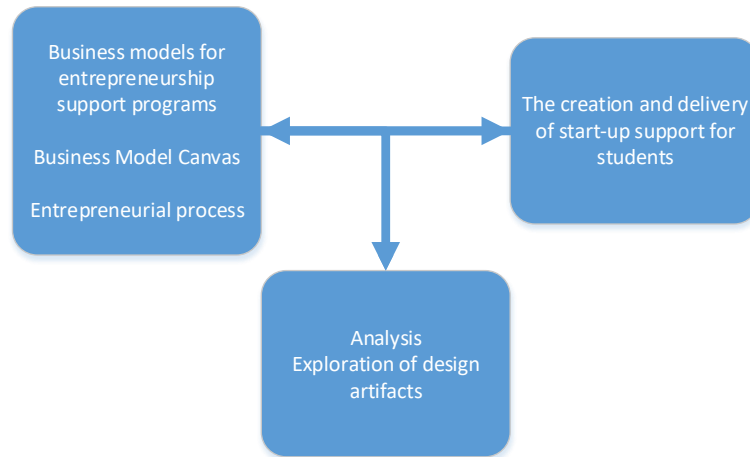 Business models for
entrepreneurship
support programs
Business Model Canvas
Entrepreneurial process
The creation and delivery
of start-up support for
students
Analysis
Exploration of design
artifacts